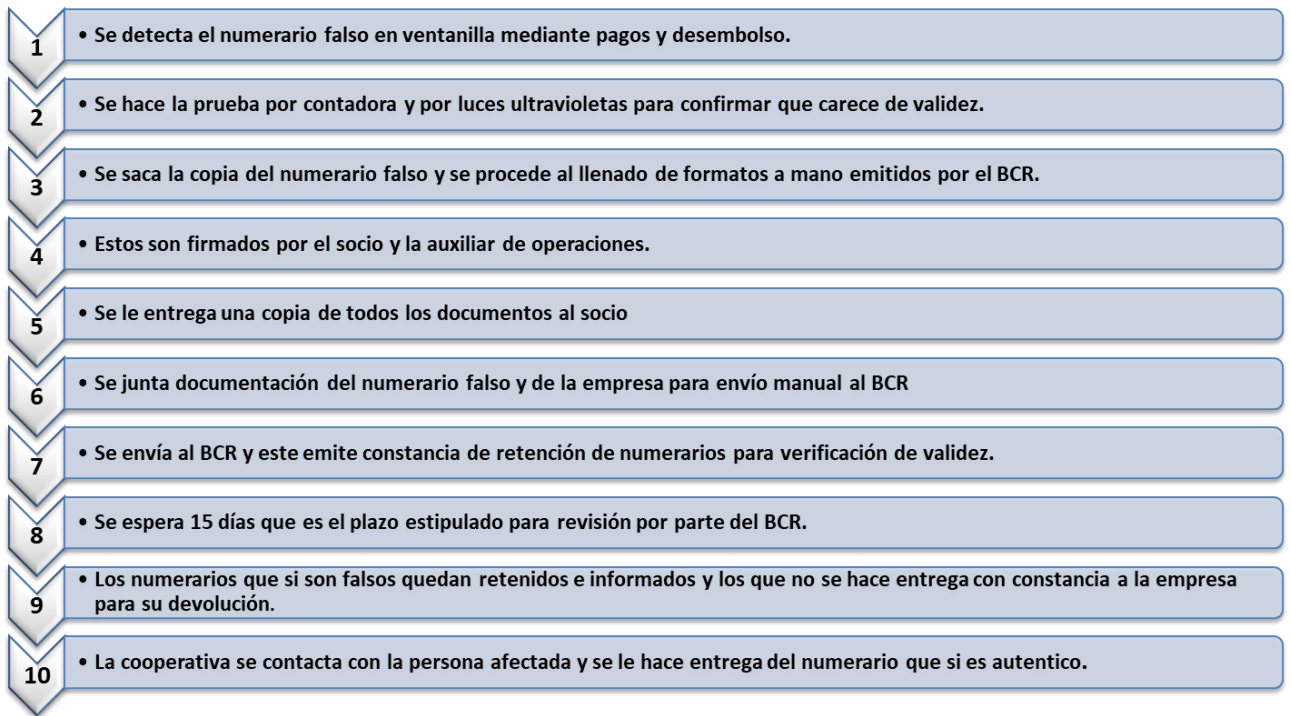 1
• Se detecta el numerario falso en ventanilla mediante pagos y desembolso.
2
• Se hace la prueba por contadora y por luces ultravioletas para confirmar que carece de validez.
3
• Se saca la copia del numerario falso y se procede al llenado de formatos a mano emitidos por el BCR.
4
• Estos son firmados por el socio y la auxiliar de operaciones.
5
• Se le entrega una copia de todos los documentos al socio
6
• Se junta documentación del numerario falso y de la empresa para envío manual al BCR
7
• Se envía al BCR y este emite constancia de retención de numerarios para verificación de validez.
8
• Se espera 15 días que es el plazo estipulado para revisión por parte del BCR.
9
• Los numerarios que si son falsos quedan retenidos e informados y los que no se hace entrega con constancia a la empresa
para su devolución.
10
• La cooperativa se contacta con la persona afectada y se le hace entrega del numerario que si es autentico.